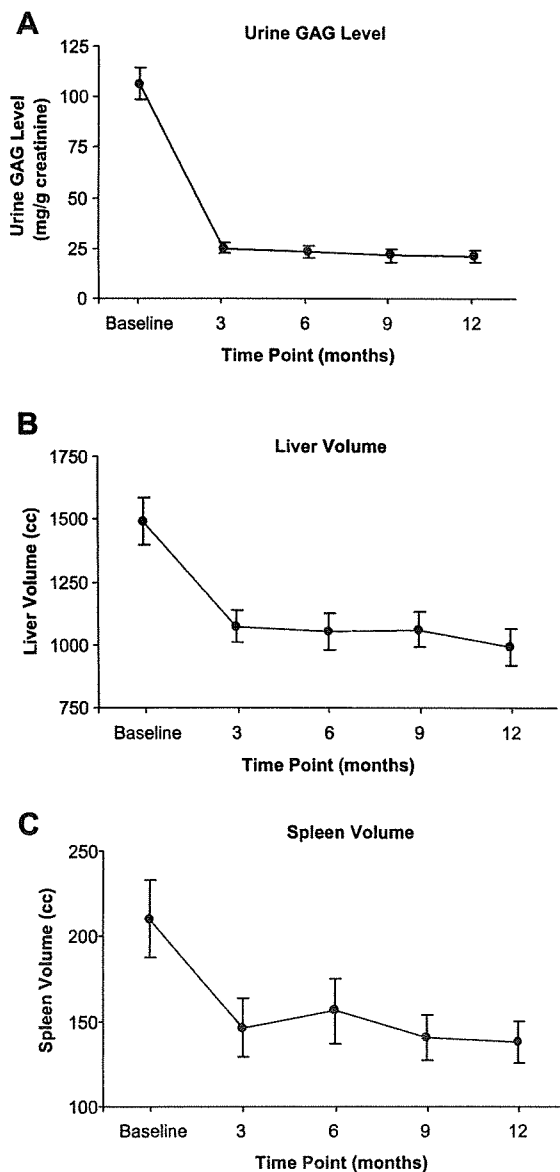 A
Urine GAG Level
125
100
75
50
25
0
Urine GAG Level
(mg/g creatinine)
Baseline 3 6 9 12
Time Point (months)
B
Liver Volume
1750
1500
1250
1000
750
Liver Volume (cc)
Baseline 3 6 9 12
Time Point (months)
C
Spleen Volume
250
200
150
100
Spleen Volume (cc)
Baseline 3 6 9 12
Time Point (months)